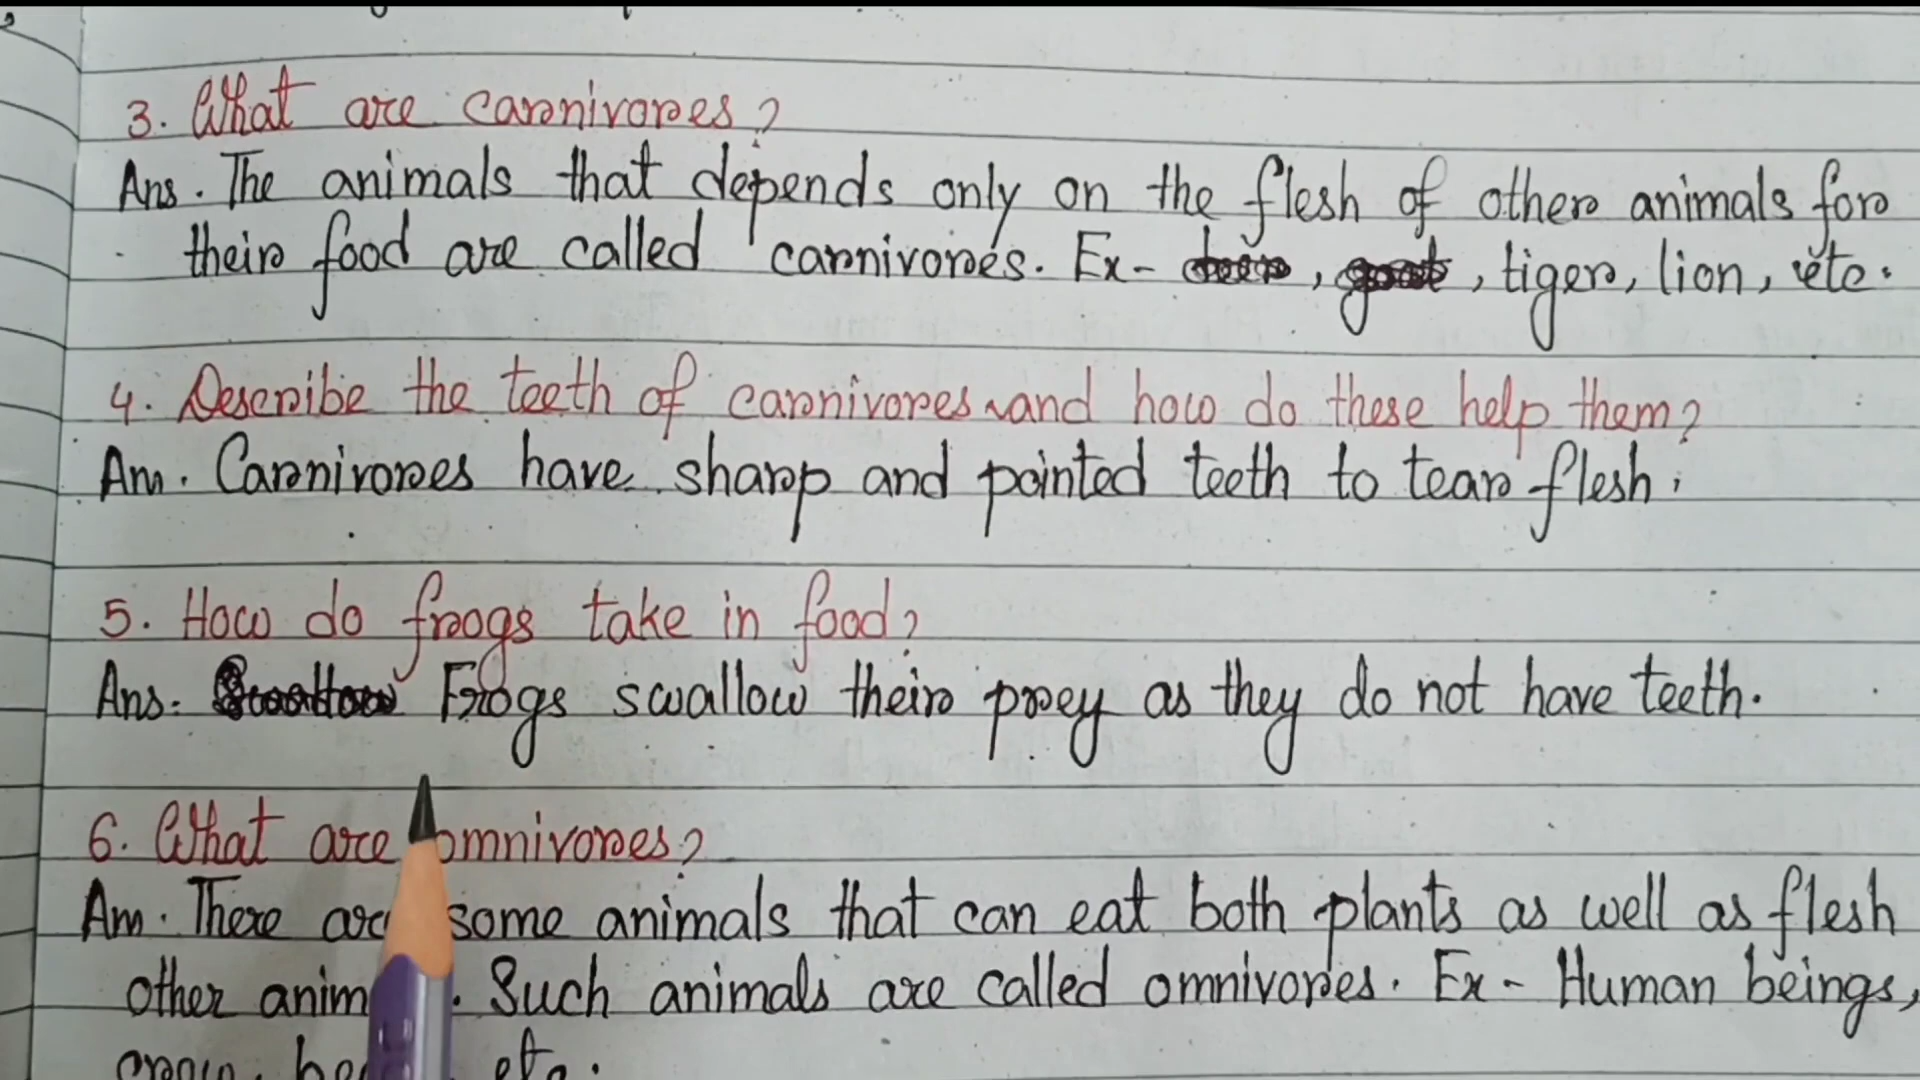 3. What are carnivores?
Ans. The animals that depends only on the flesh of other animals for
their food are called carnivores. Ex- , , tiger, lion, etc.
4. Describe the teeth of carnivores and how do these help them?
Ans. Carnivores have sharp and pointed teeth to tear flesh.
5. How do frogs take in food?
Ans. Frogs swallow their prey as they do not have teeth.
6. What are omnivores?
Ans. There are some animals that can eat both plants as well as flesh
other . Such animals are called omnivores. Ex- Human beings,
etc.